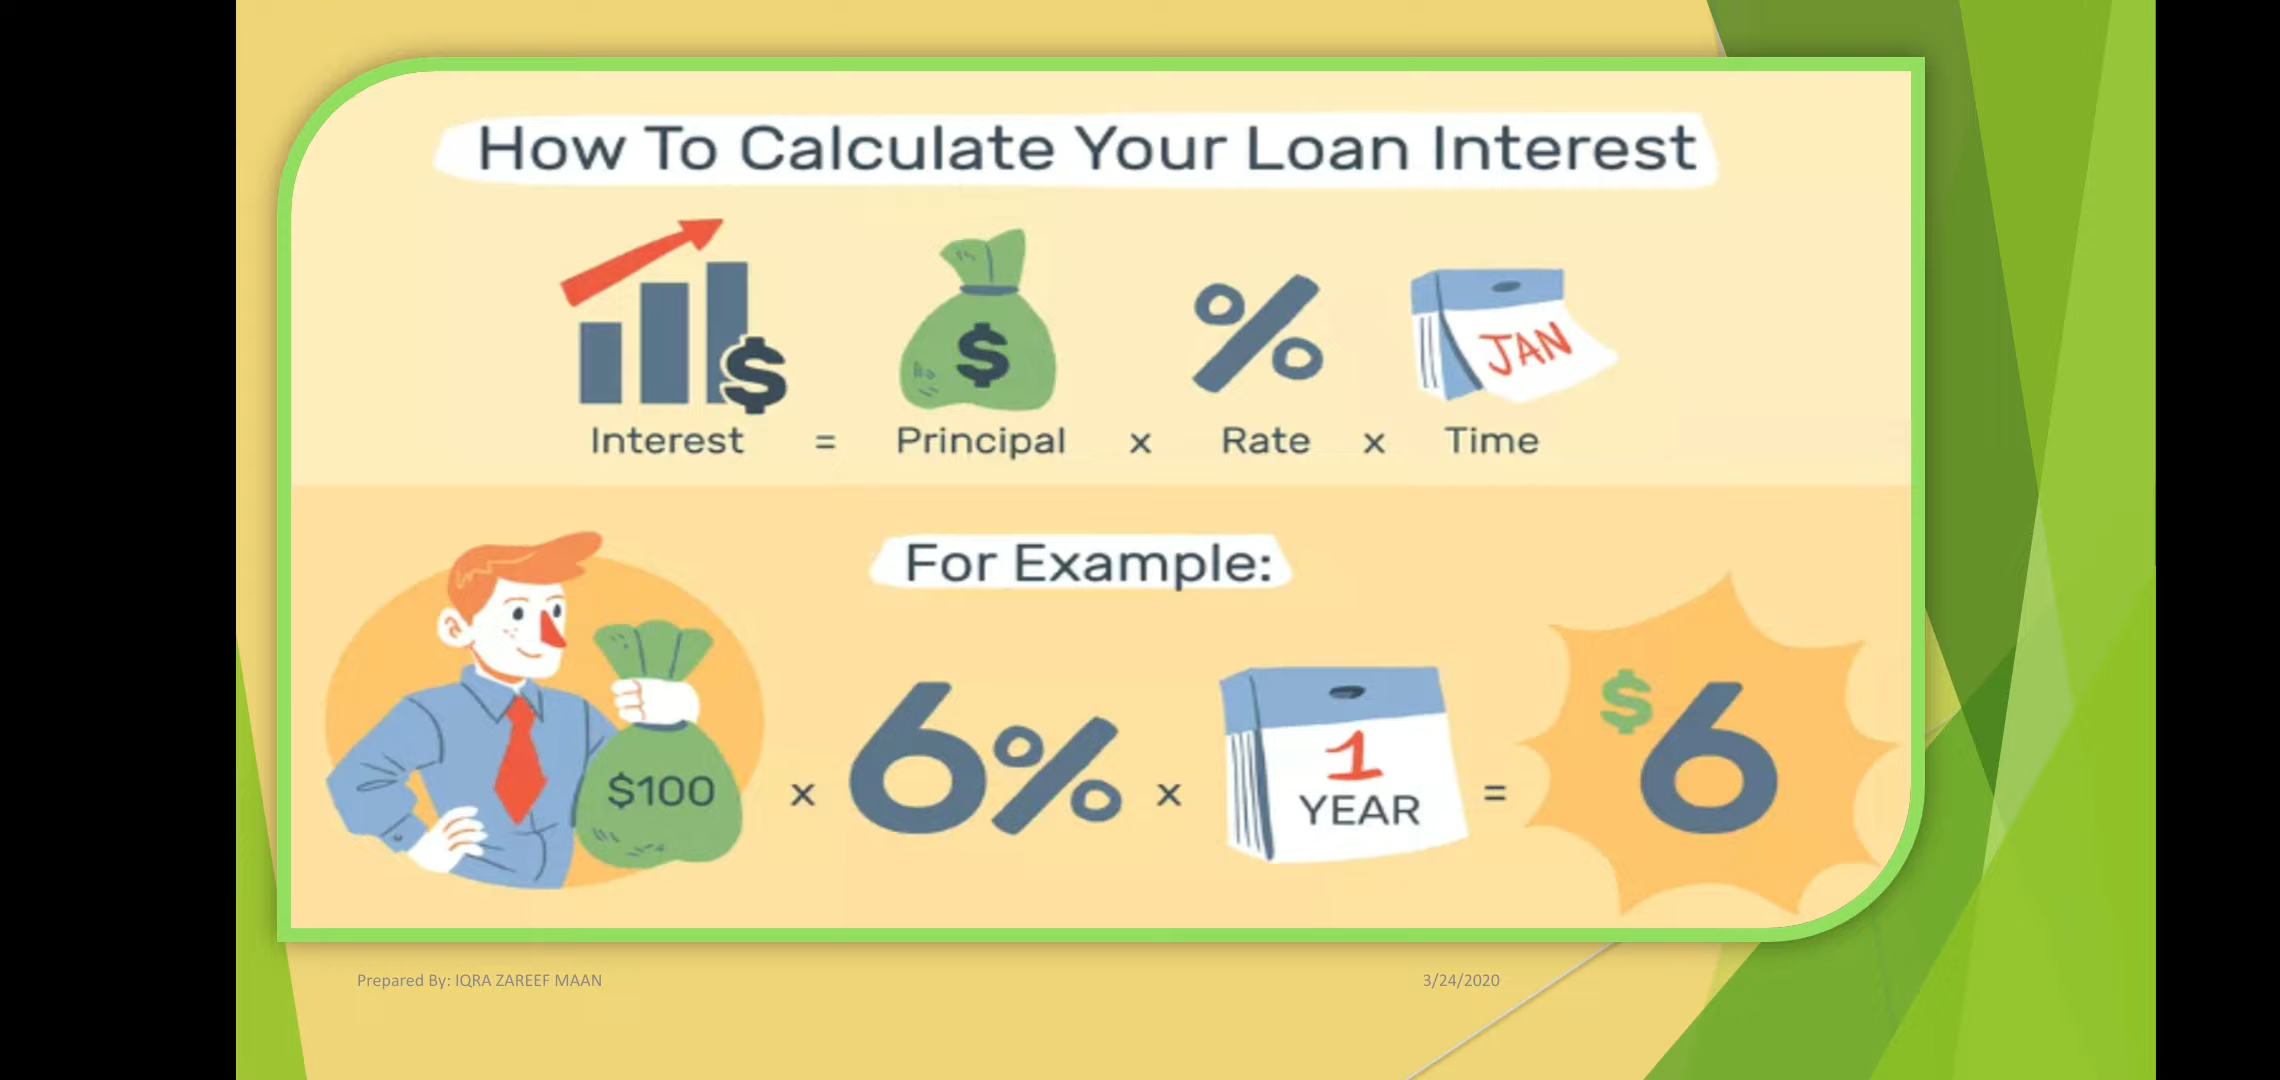 How To Calculate Your Loan Interest
$ $ % JAN
Interest = Principal x Rate x Time
For Example:
$100 x 6% x 1 YEAR = $6
Prepared By: IQRA ZAREEF MAAN 3/24/2020